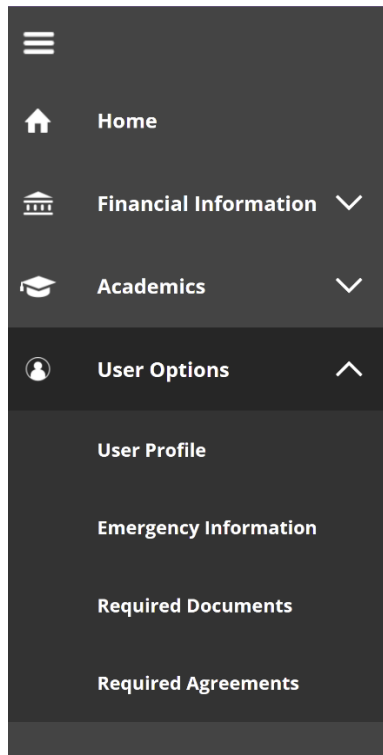 Home
Financial Information
Academics
User Options
User Profile
Emergency Information
Required Documents
Required Agreements